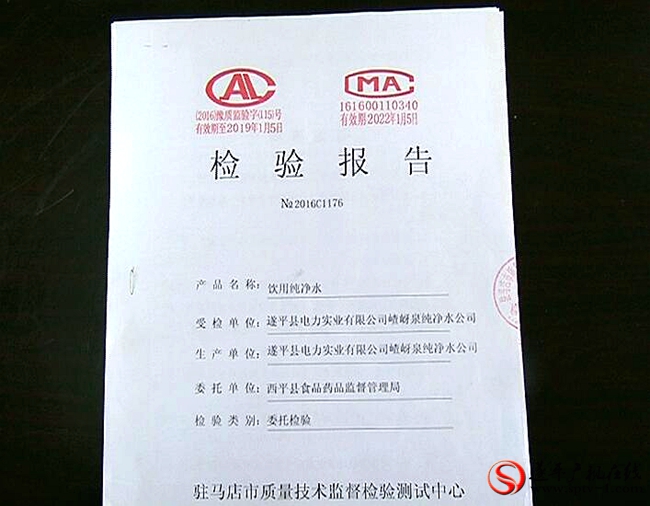 CAL
CMA
(2016)豫质监验字(115)号
161600110340
有效期至2019年1月5日
有效期2022年1月5日
检验报告
№2016C1176
产品名称:饮用纯净水
受检单位:遂平县电力实业有限公司嵖岈泉纯净水公司
生产单位:遂平县电力实业有限公司嵖岈泉纯净水公司
委托单位:西平县食品药品监督管理局
检验类别:委托检验
驻马店市质量技术监督检验测试中心